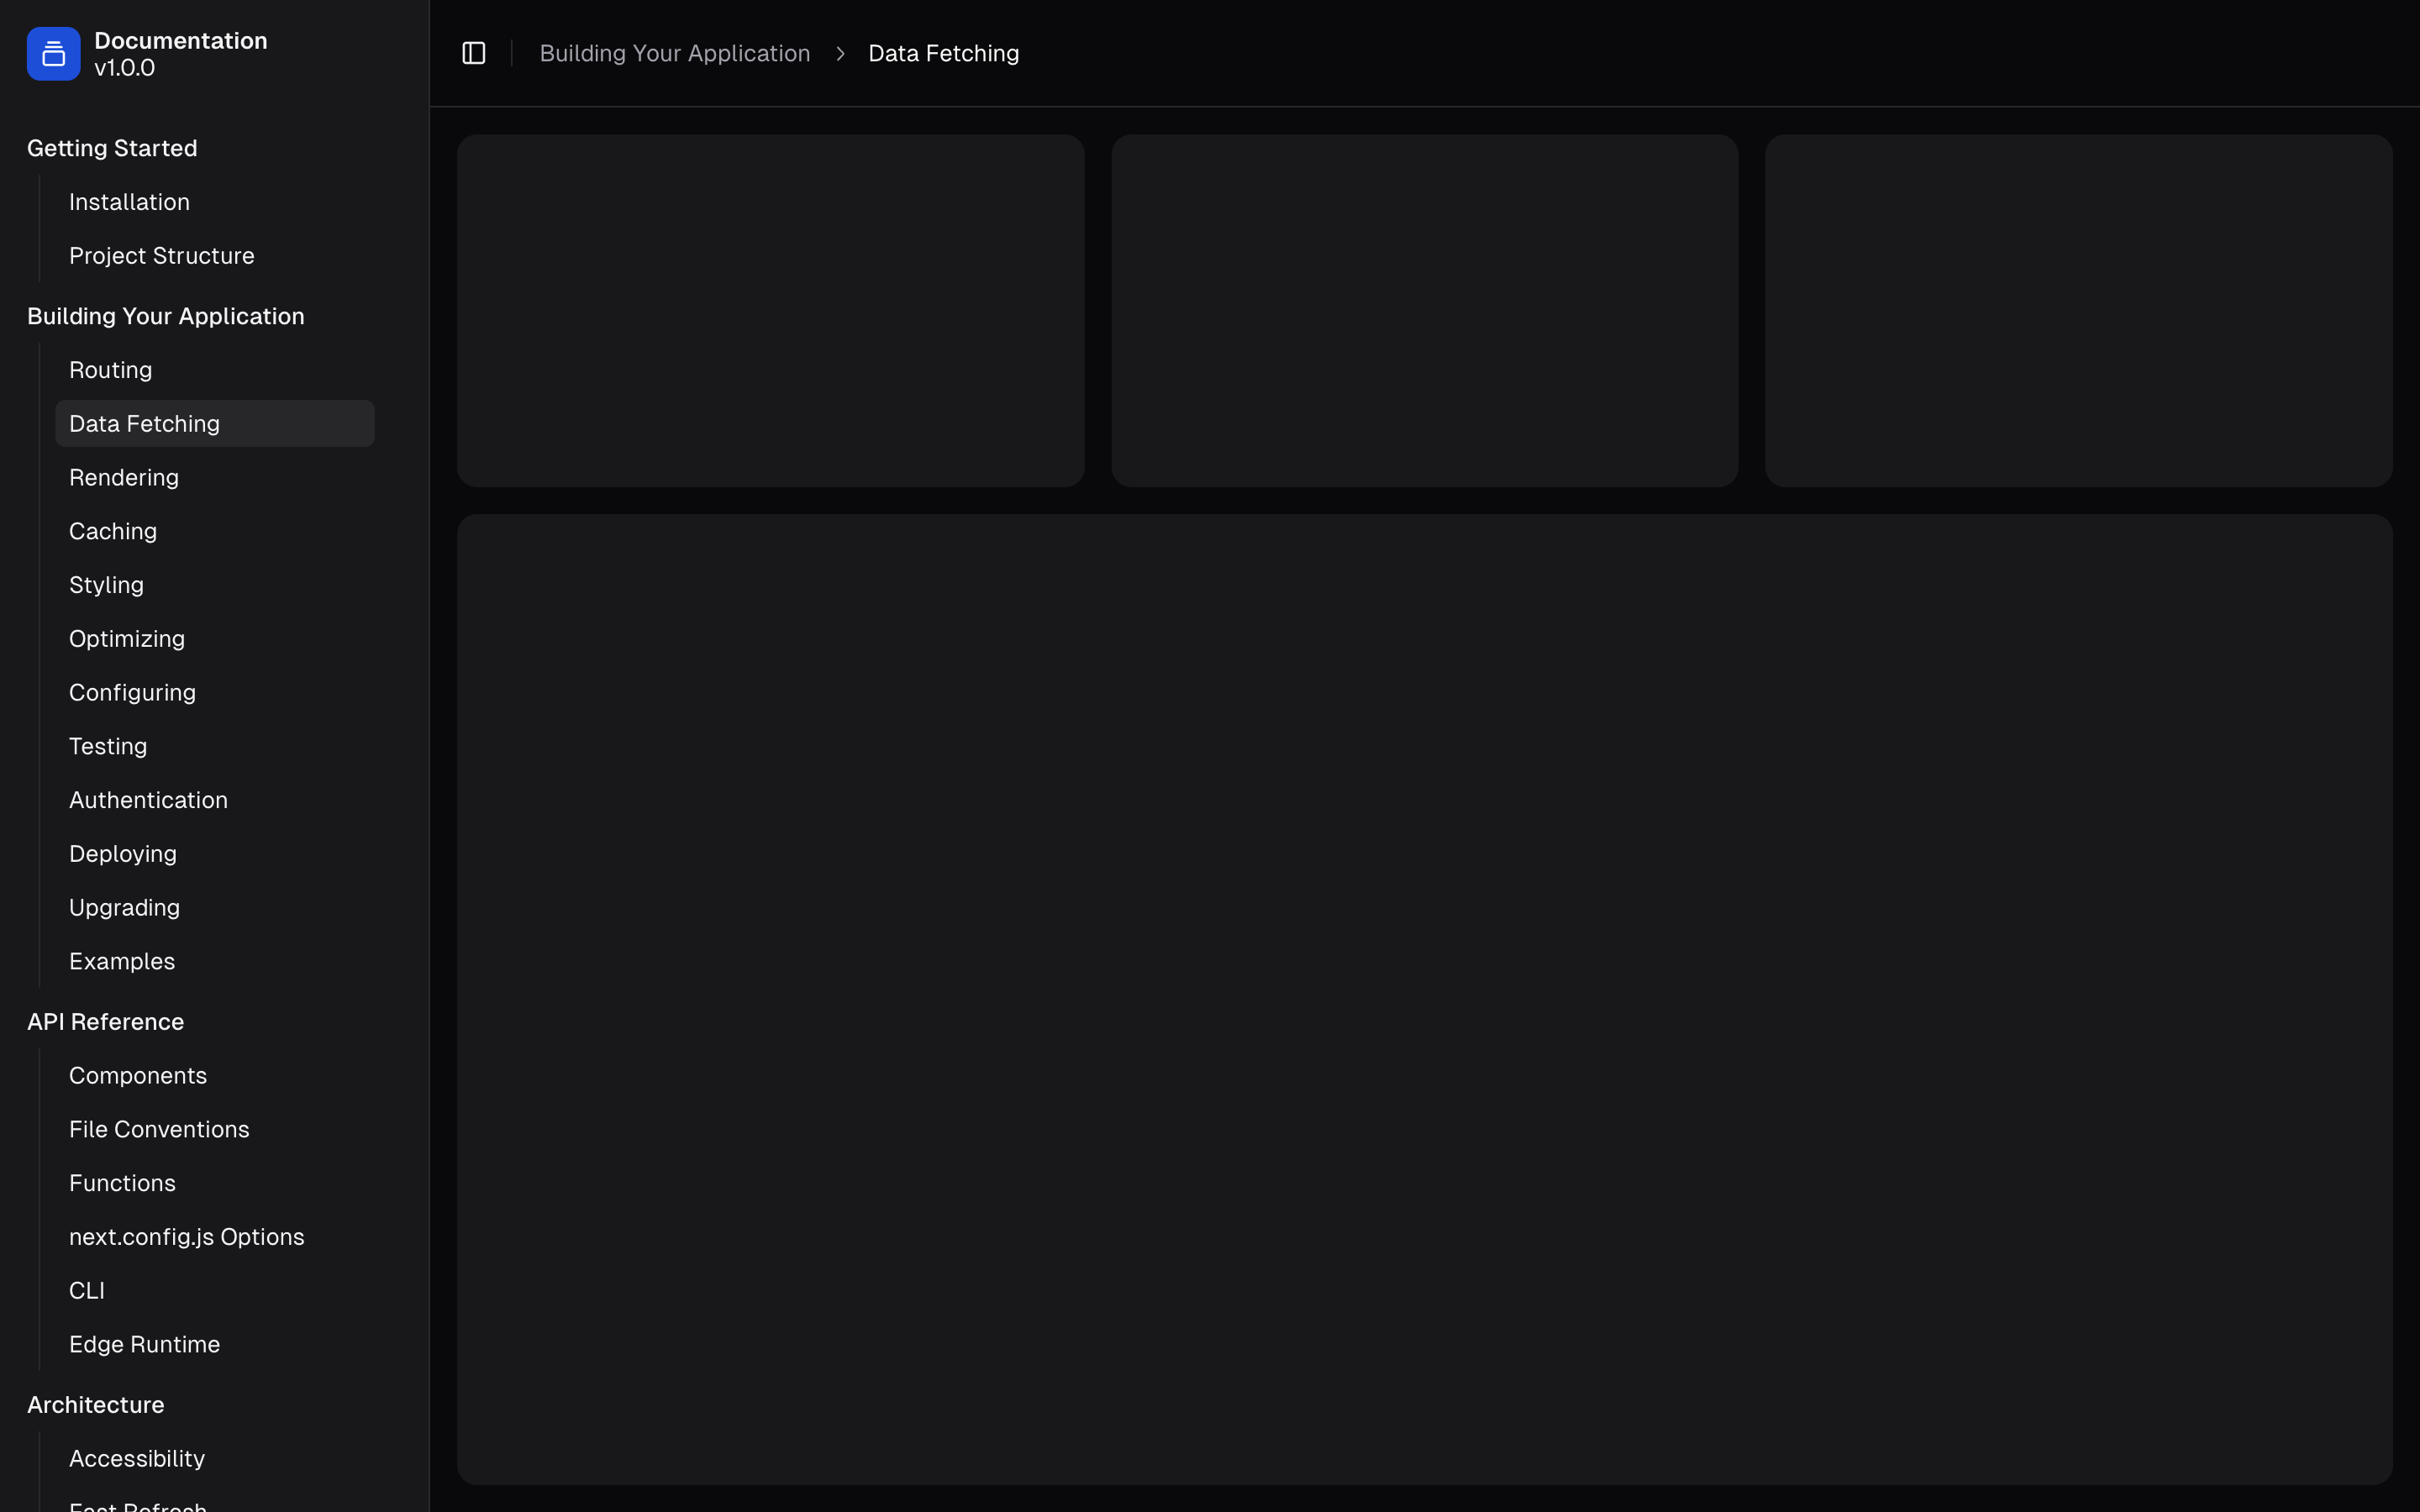 Documentation
v1.0.0
Getting Started
Installation
Project Structure
Building Your Application
Routing
Data Fetching
Rendering
Caching
Styling
Optimizing
Configuring
Testing
Authentication
Deploying
Upgrading
Examples
API Reference
Components
File Conventions
Functions
next.config.js Options
CLI
Edge Runtime
Architecture
Accessibility
Fast Refresh
Building Your Application > Data Fetching